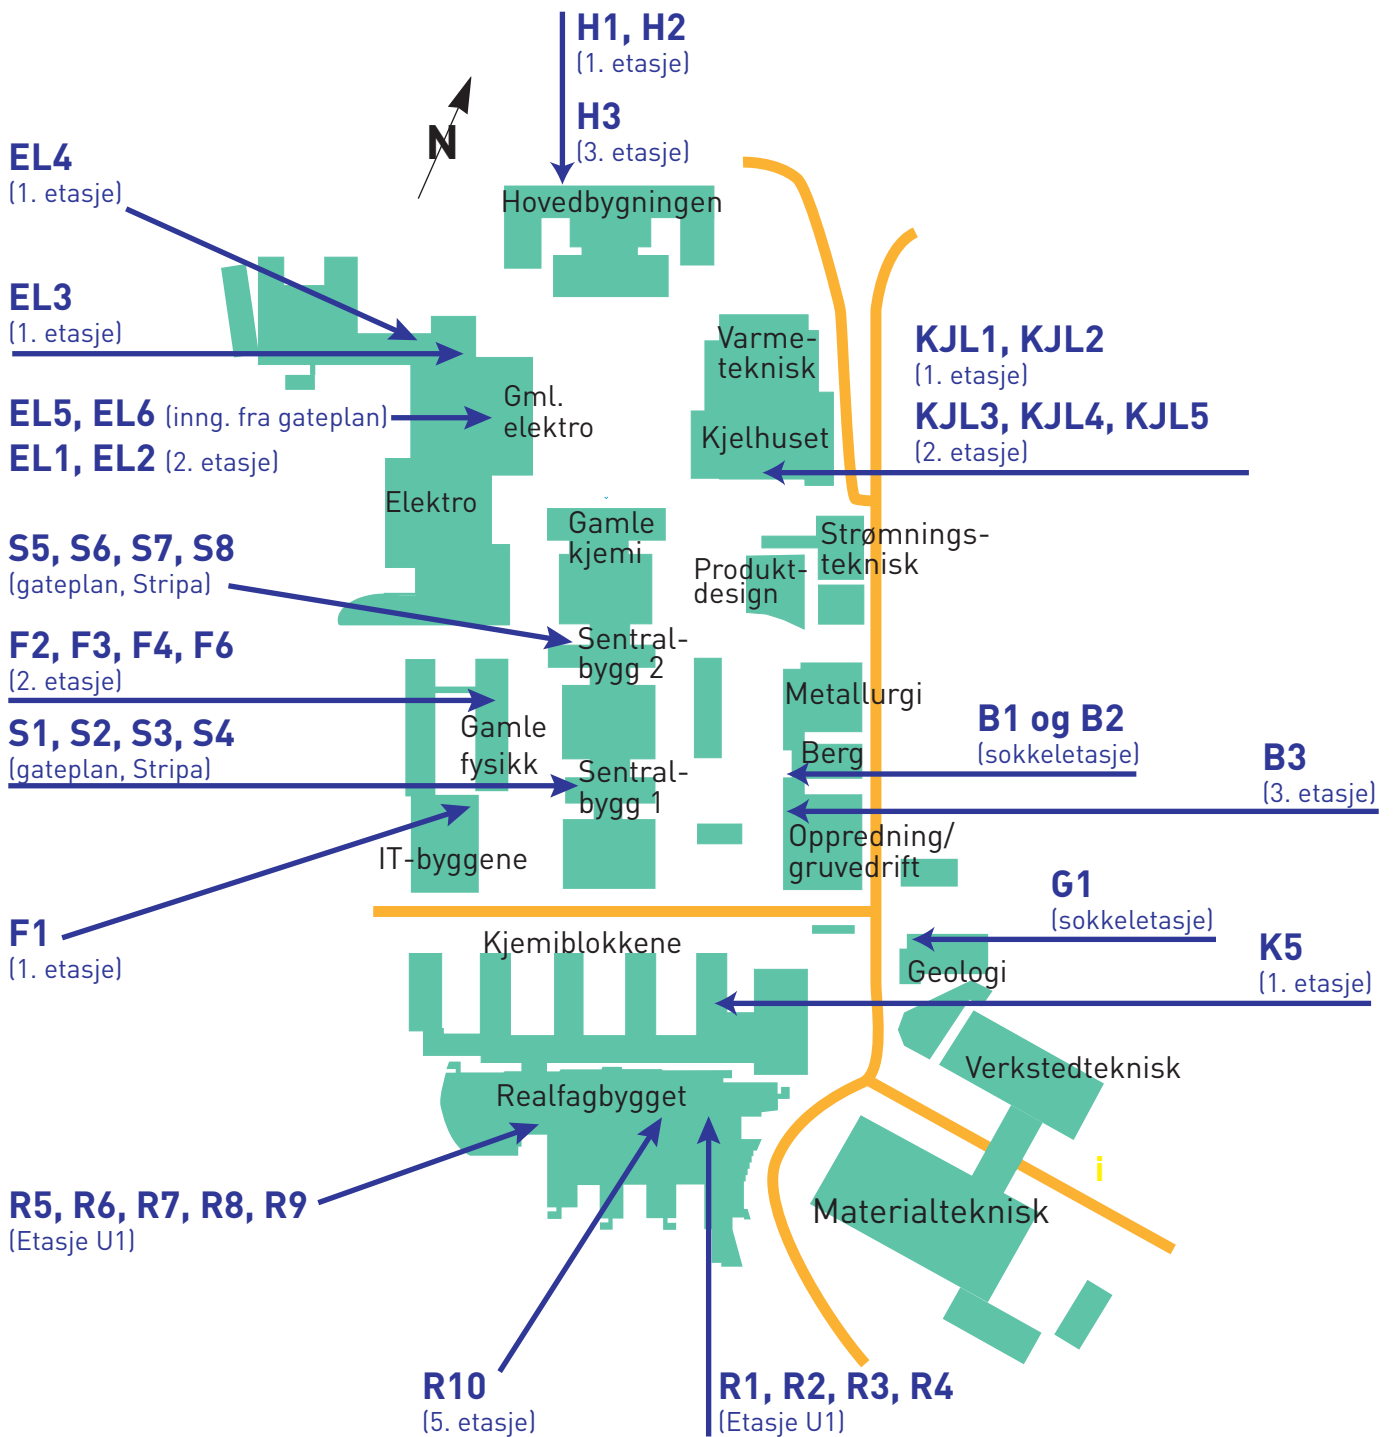 H1, H2
(1. etasje)
H3
(3. etasje)
N
EL4
(1. etasje)
Hovedbygningen
EL3
(1. etasje)
Varme-
teknisk
KJL1, KJL2
(1. etasje)
KJL3, KJL4, KJL5
(2. etasje)
EL5, EL6 (inng. fra gateplan)
EL1, EL2 (2. etasje)
Gml.
elektro
Kjelhuset
Elektro
Gamle
kjemi
Strømnings-
teknisk
S5, S6, S7, S8
(gateplan, Stripa)
Produkt-
design
F2, F3, F4, F6
(2. etasje)
Sentral-
bygg 2
Metallurgi
S1, S2, S3, S4
(gateplan, Stripa)
Gamle
fysikk
B1 og B2
(sokkeletasje)
Berg
B3
(3. etasje)
Sentral-
bygg 1
Oppredning/
gruvedrift
IT-byggene
G1
(sokkeletasje)
F1
(1. etasje)
Kjemiblokkene
K5
(1. etasje)
Geologi
Verkstedteknisk
Realfagbygget
i
R5, R6, R7, R8, R9
(Etasje U1)
Materialteknisk
R10
(5. etasje)
R1, R2, R3, R4
(Etasje U1)